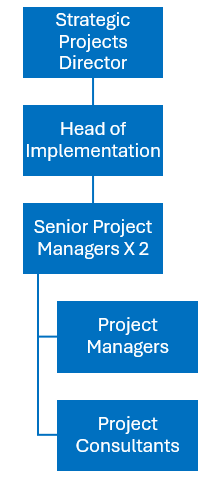 Strategic
Projects
Director
Head of
Implementation
Senior Project
Managers X 2
Project
Managers
Project
Consultants